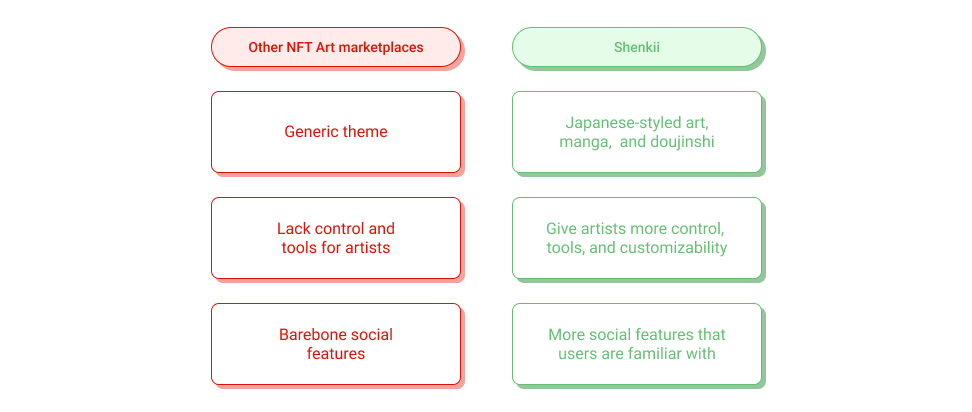 Other NFT Art marketplaces
Shenkii
Generic theme
Japanese-styled art,
manga,  and doujinshi
Lack control and
tools for artists
Give artists more control,
tools, and customizability
Barebone social
features
More social features that
users are familiar with